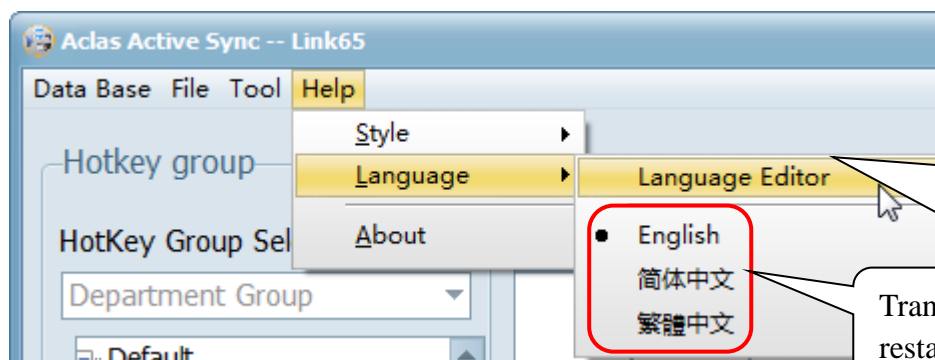 Aclas Active Sync -- Link65
Data Base File Tool Help
Style
Language
About
Language Editor
English
简体中文
繁體中文
Hotkey group
HotKey Group Sel
Department Group
Default
Tran
resta